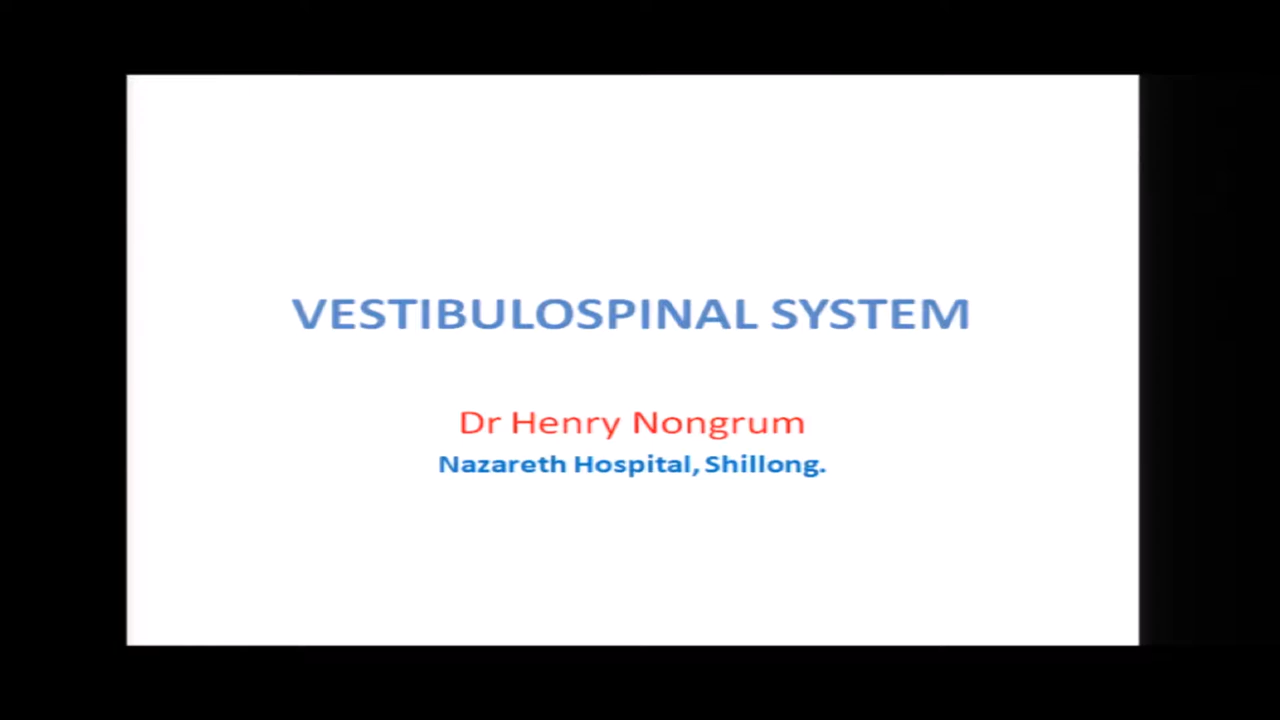 VESTIBULOSPINAL SYSTEM
Dr Henry Nongrum
Nazareth Hospital, Shillong.